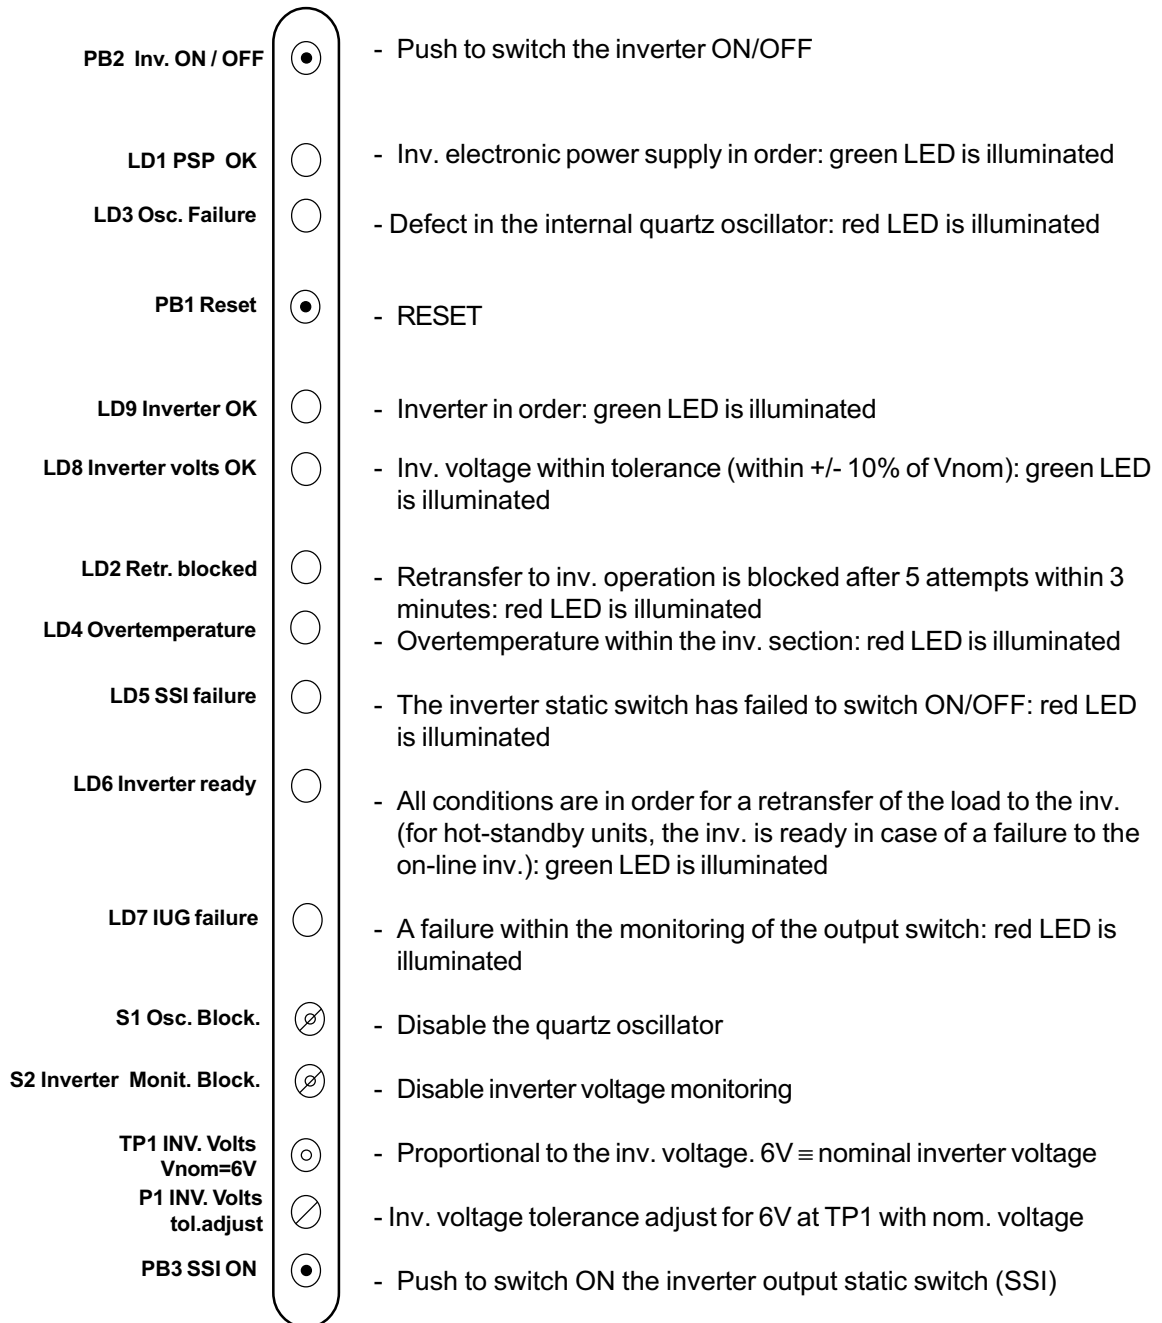 PB2 Inv. ON / OFF
- Push to switch the inverter ON/OFF
LD1 PSP OK
- Inv. electronic power supply in order: green LED is illuminated
LD3 Osc. Failure
- Defect in the internal quartz oscillator: red LED is illuminated
PB1 Reset
- RESET
LD9 Inverter OK
- Inverter in order: green LED is illuminated
LD8 Inverter volts OK
- Inv. voltage within tolerance (within +/- 10% of Vnom): green LED
is illuminated
LD2 Retr. blocked
- Retransfer to inv. operation is blocked after 5 attempts within 3
minutes: red LED is illuminated
LD4 Overtemperature
- Overtemperature within the inv. section: red LED is illuminated
LD5 SSI failure
- The inverter static switch has failed to switch ON/OFF: red LED
is illuminated
LD6 Inverter ready
- All conditions are in order for a retransfer of the load to the inv.
(for hot-standby units, the inv. is ready in case of a failure to the
on-line inv.): green LED is illuminated
LD7 IUG failure
- A failure within the monitoring of the output switch: red LED is
illuminated
S1 Osc. Block.
- Disable the quartz oscillator
S2 Inverter Monit. Block.
- Disable inverter voltage monitoring
TP1 INV. Volts
Vnom=6V
- Proportional to the inv. voltage. 6V ≡ nominal inverter voltage
P1 INV. Volts
tol.adjust
- Inv. voltage tolerance adjust for 6V at TP1 with nom. voltage
PB3 SSI ON
- Push to switch ON the inverter output static switch (SSI)